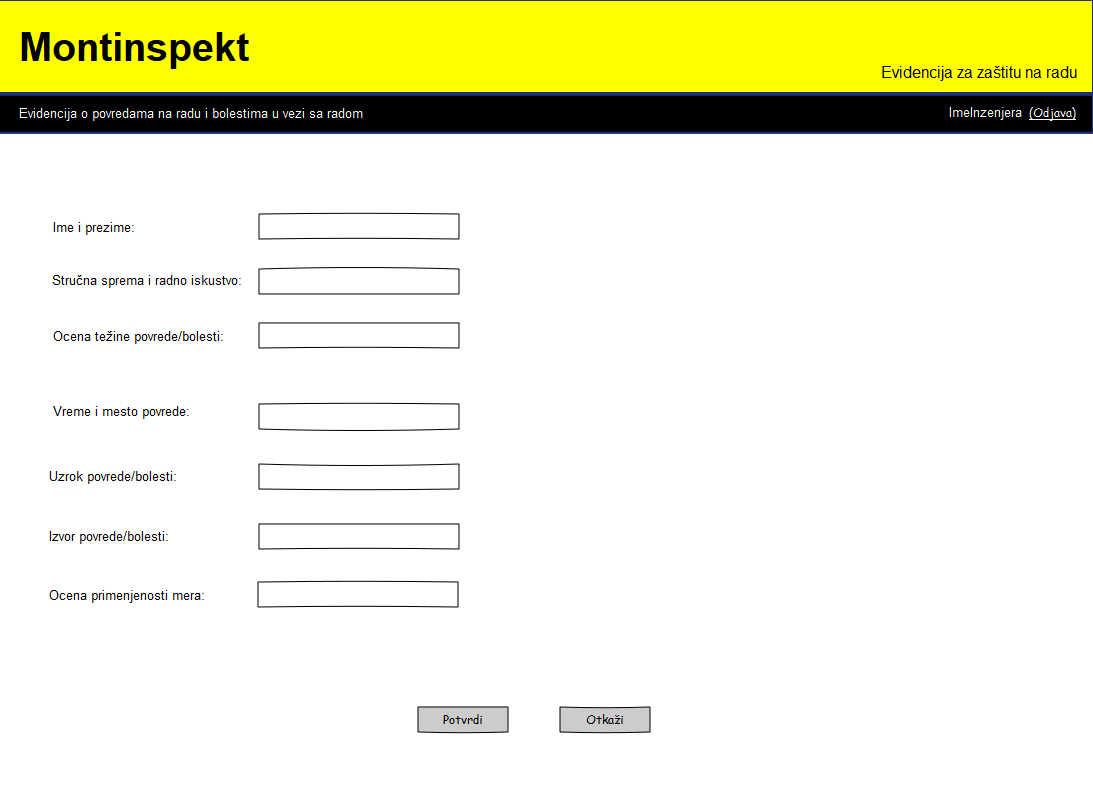 Montinspekt
Evidencija za zaštitu na radu
Evidencija o povredama na radu i bolestima u vezi sa radom
ImeInzenjera (Odjava)
Ime i prezime:
Stručna sprema i radno iskustvo:
Ocena težine povrede/bolesti:
Vreme i mesto povrede:
Uzrok povrede/bolesti:
Izvor povrede/bolesti:
Ocena primenjenosti mera:
Potvrdi Otkaži